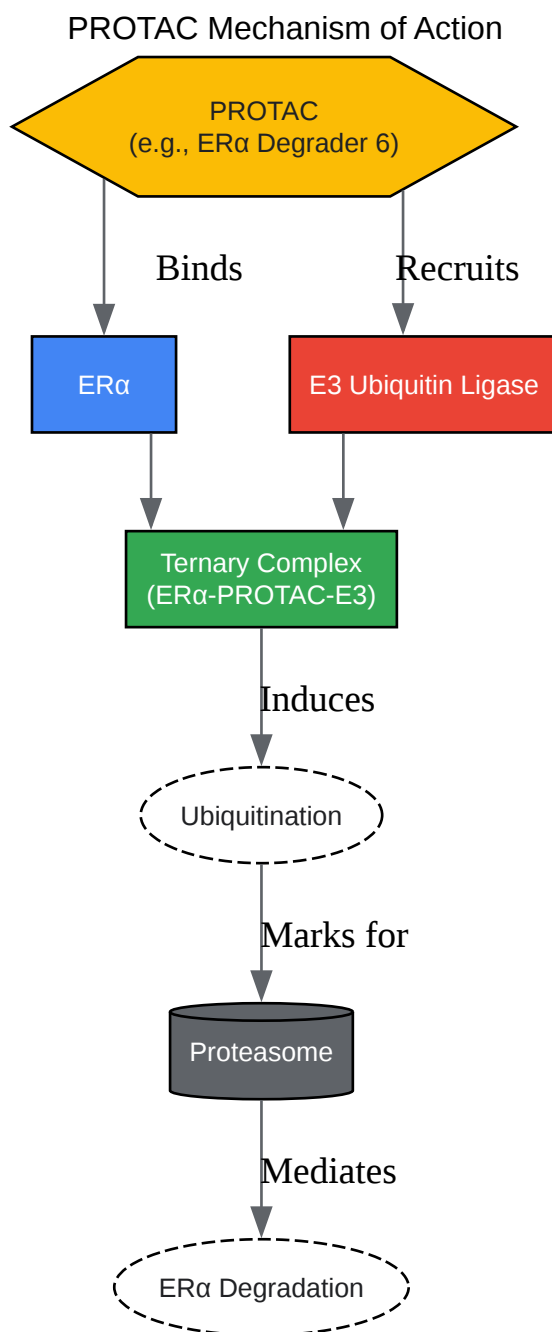 PROTAC Mechanism of Action
PROTAC
(e.g., ERα Degrader 6)
Binds
Recruits
ERα
E3 Ubiquitin Ligase
Ternary Complex
(ERα-PROTAC-E3)
Induces
Ubiquitination
Marks for
Proteasome
Mediates
ERα Degradation